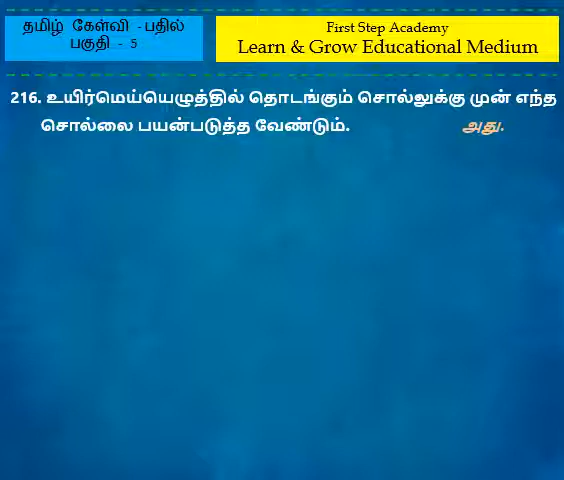 தமிழ் கேள்வி - பதில்
பகுதி - 5
First Step Academy
Learn & Grow Educational Medium
216. உயிர்மெய்யெழுத்தில் தொடங்கும் சொல்லுக்கு முன் எந்த
சொல்லை பயன்படுத்த வேண்டும். அது.